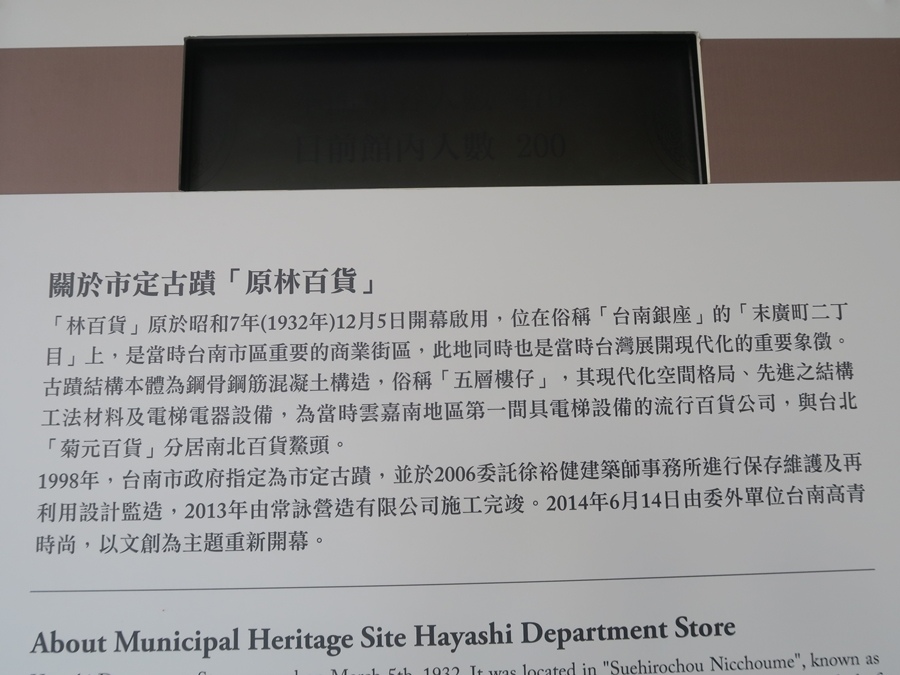 目前館內人數 200
關於市定古蹟「原林百貨」
「林百貨」原於昭和7年(1932年)12月5日開幕啟用，位在俗稱「台南銀座」的「末廣町二丁
目」上，是當時台南市區重要的商業街區，此地同時也是當時台灣展開現代化的重要象徵。
古蹟結構本體為鋼骨鋼筋混凝土構造，俗稱「五層樓仔」，其現代化空間格局、先進之結構
工法材料及電梯電器設備，為當時雲嘉南地區第一間具電梯設備的流行百貨公司，與台北
「菊元百貨」分居南北百貨鰲頭。
1998年，台南市政府指定為市定古蹟，並於2006委託徐裕健建築師事務所進行保存維護及再
利用設計監造，2013年由常詠營造有限公司施工完竣。2014年6月14日由委外單位台南高青
時尚，以文創為主題重新開幕。
About Municipal Heritage Site Hayashi Department Store
March 5th, 1932. It was located in "Suehirochou Nicchoume", known as